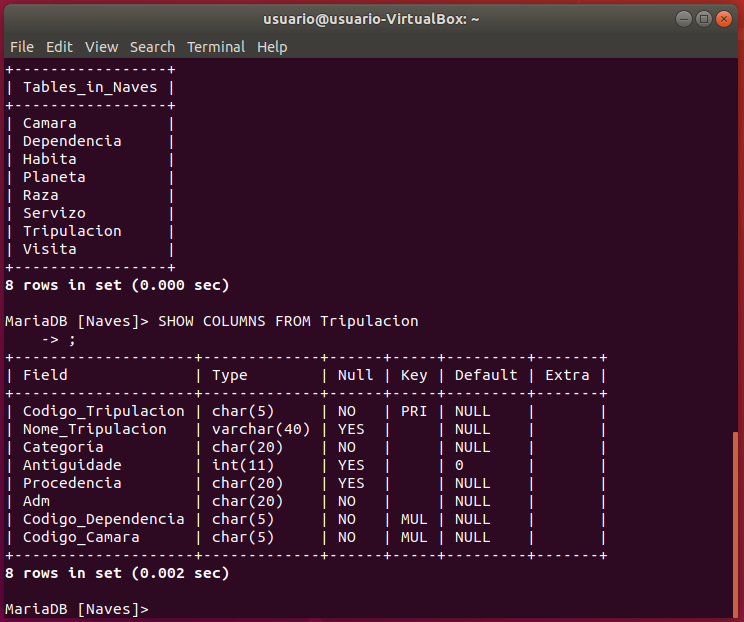 usuario@usuario-VirtualBox: ~
File Edit View Search Terminal Help
+-----------------+
| Tables_in_Naves |
+-----------------+
| Camara          |
| Dependencia     |
| Habita          |
| Planeta         |
| Raza            |
| Servizo         |
| Tripulacion     |
| Visita          |
+-----------------+
8 rows in set (0.000 sec)
MariaDB [Naves]> SHOW COLUMNS FROM Tripulacion
    -> ;
+--------------------+-------------+------+-----+---------+-------+
| Field              | Type        | Null | Key | Default | Extra |
+--------------------+-------------+------+-----+---------+-------+
| Codigo_Tripulacion | char(5)     | NO   | PRI | NULL    |       |
| Nome_Tripulacion   | varchar(40) | YES  |     | NULL    |       |
| Categoría          | char(20)    | NO   |     | NULL    |       |
| Antiguidade        | int(11)     | YES  |     | 0       |       |
| Procedencia        | char(20)    | YES  |     | NULL    |       |
| Adm                | char(20)    | NO   |     | NULL    |       |
| Codigo_Dependencia | char(5)     | NO   | MUL | NULL    |       |
| Codigo_Camara      | char(5)     | NO   | MUL | NULL    |       |
+--------------------+-------------+------+-----+---------+-------+
8 rows in set (0.002 sec)
MariaDB [Naves]>